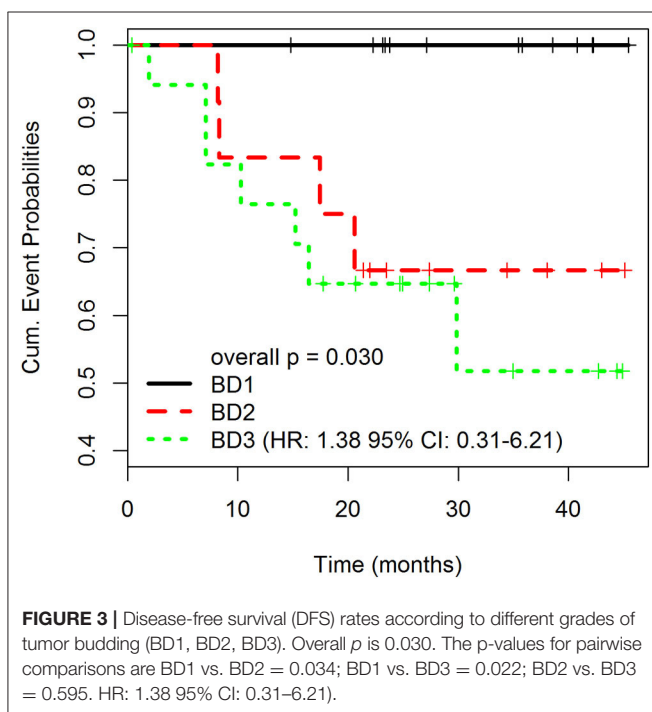 1.0
0.9
0.8
0.7
0.6
0.5
0.4
Cum. Event Probabilities
overall p = 0.030
BD1
BD2
BD3 (HR: 1.38 95% CI: 0.31-6.21)
0 10 20 30 40
Time (months)
FIGURE 3 | Disease-free survival (DFS) rates according to different grades of
tumor budding (BD1, BD2, BD3). Overall p is 0.030. The p-values for pairwise
comparisons are BD1 vs. BD2 = 0.034; BD1 vs. BD3 = 0.022; BD2 vs. BD3
= 0.595. HR: 1.38 95% CI: 0.31–6.21).